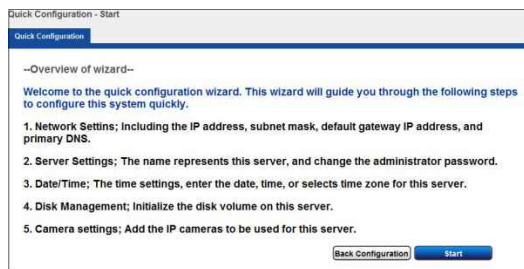 Quick Configuration - Start
Quick Configuration
--Overview of wizard--
Welcome to the quick configuration wizard. This wizard will guide you through the following steps
to configure this system quickly.
1. Network Settins; Including the IP address, subnet mask, default gateway IP address, and
primary DNS.
2. Server Settings; The name represents this server, and change the administrator password.
3. Date/Time; The time settings, enter the date, time, or selects time zone for this server.
4. Disk Management; Initialize the disk volume on this server.
5. Camera settings; Add the IP cameras to be used for this server.
Back Configuration Start